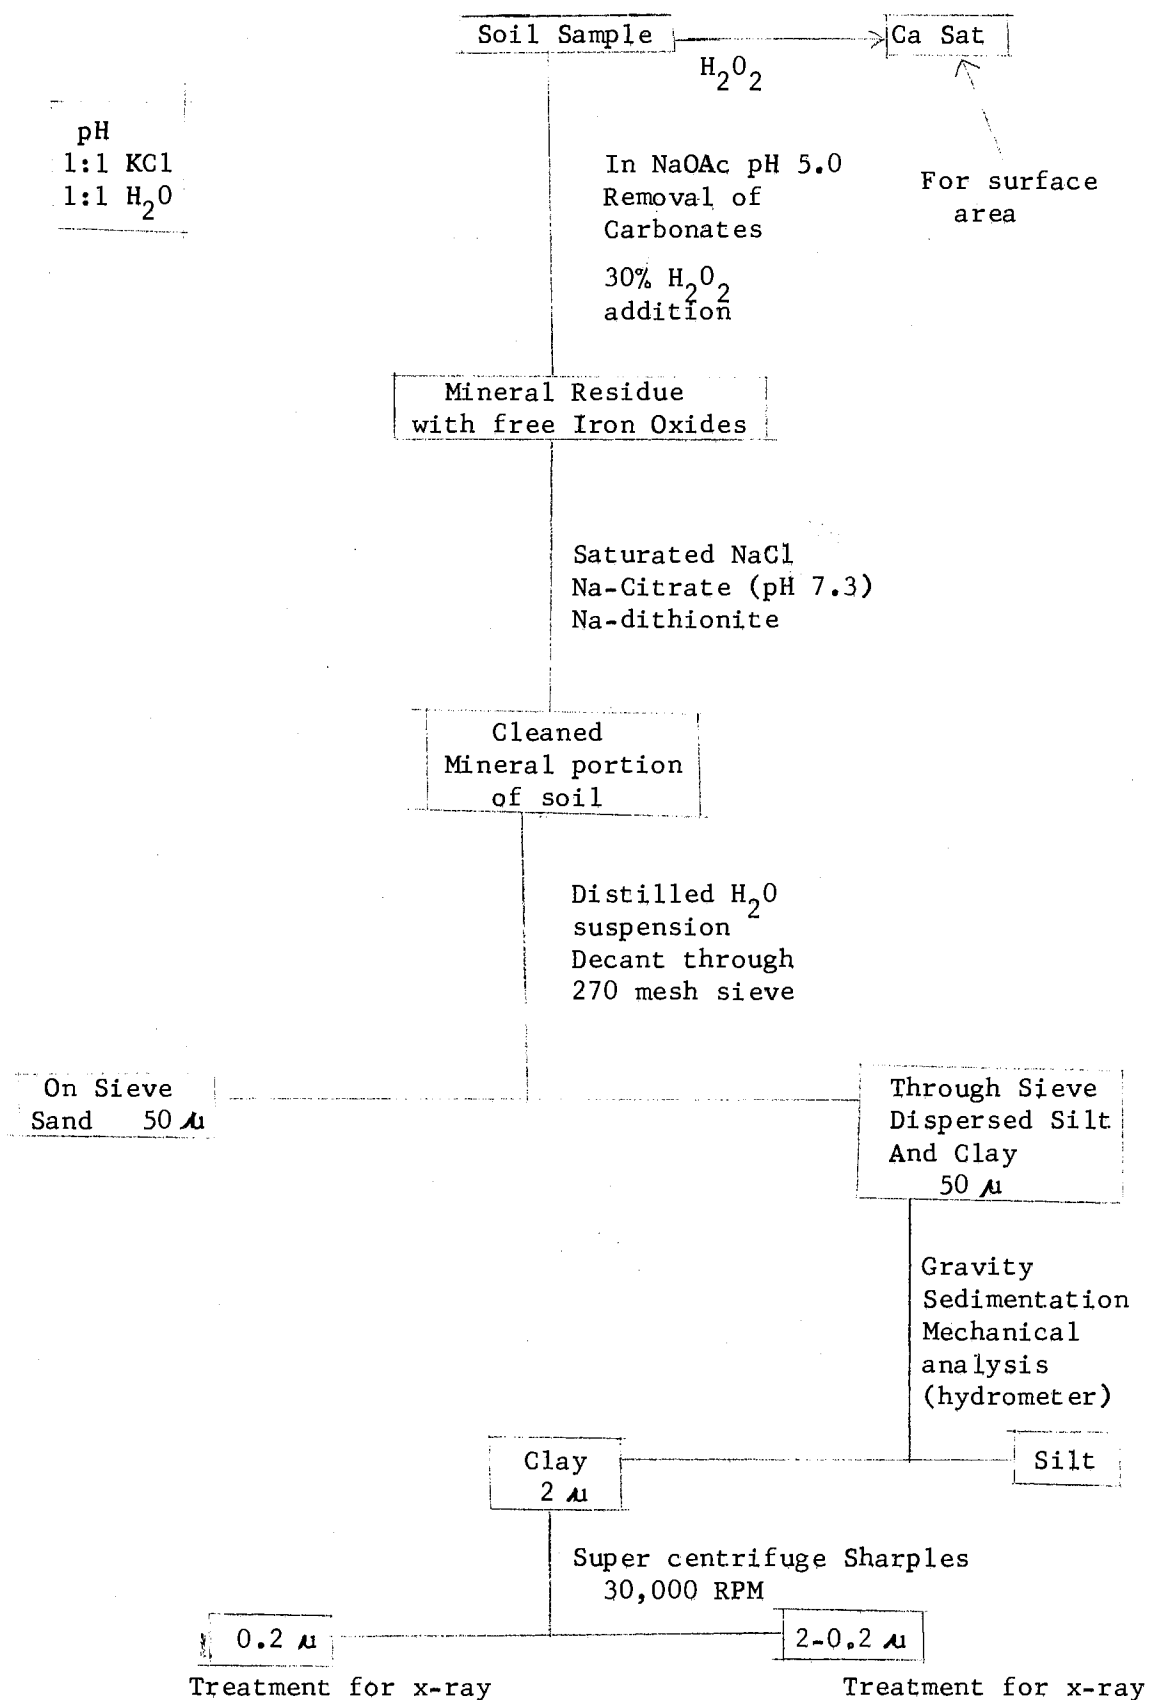 Soil Sample
Ca Sat
H2O2
pH
1:1 KCl
1:1 H2O
In NaOAc pH 5.0
Removal of
Carbonates
30% H2O2
addition
For surface
area
Mineral Residue
with free Iron Oxides
Saturated NaCl
Na-Citrate (pH 7.3)
Na-dithionite
Cleaned
Mineral portion
of soil
Distilled H2O
suspension
Decant through
270 mesh sieve
On Sieve
Sand 50 μ
Through Sieve
Dispersed Silt
And Clay
50 μ
Gravity
Sedimentation
Mechanical
analysis
(hydrometer)
Clay
2 μ
Silt
Super centrifuge Sharples
30,000 RPM
0.2 μ
2-0.2 μ
Treatment for x-ray
Treatment for x-ray